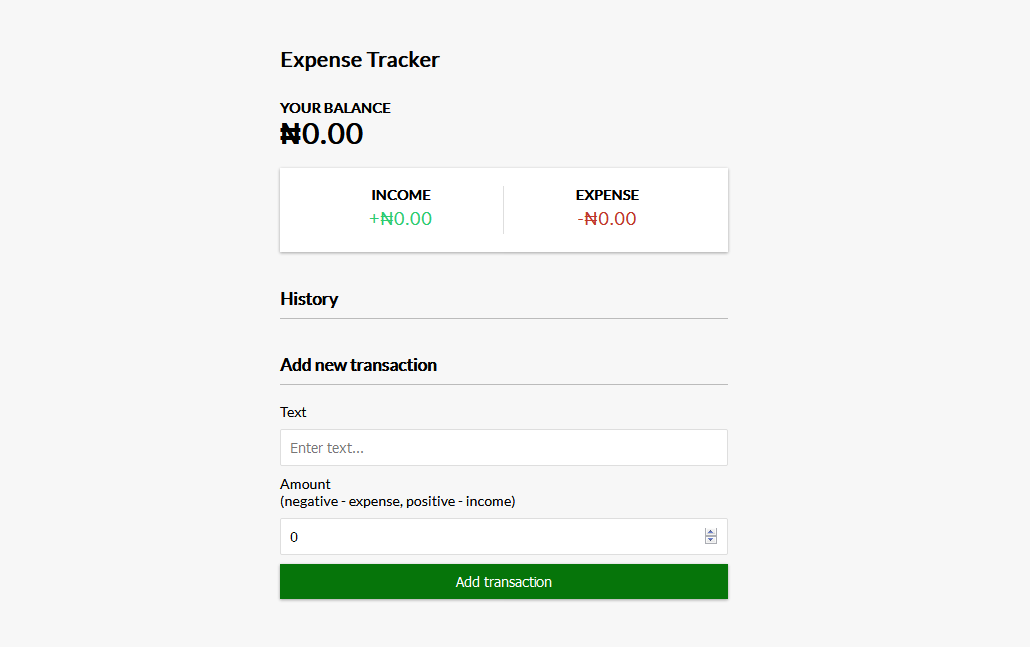 Expense Tracker
YOUR BALANCE
₦0.00
INCOME
EXPENSE
+₦0.00
-₦0.00
History
Add new transaction
Text
Enter text...
Amount
(negative - expense, positive - income)
0
Add transaction